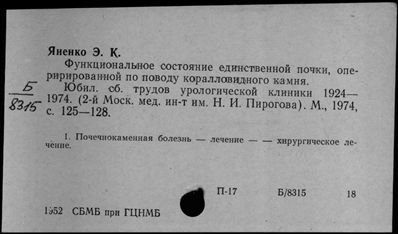 Яненко Э. К.
Функциональное состояние единственной почки, опе-
рирированной по поводу коралловидного камня.
Юбил. сб. трудов урологической клиники 1924—
1974. (2-й Моск. мед. ин-т им. Н. И. Пирогова). М., 1974,
с. 125—128.
Б
8315
1. Почечнокаменная болезнь — лечение — — хирургическое ле-
чение.
П-17 Б/8315 18
1952 СБМБ при ГЦНМБ